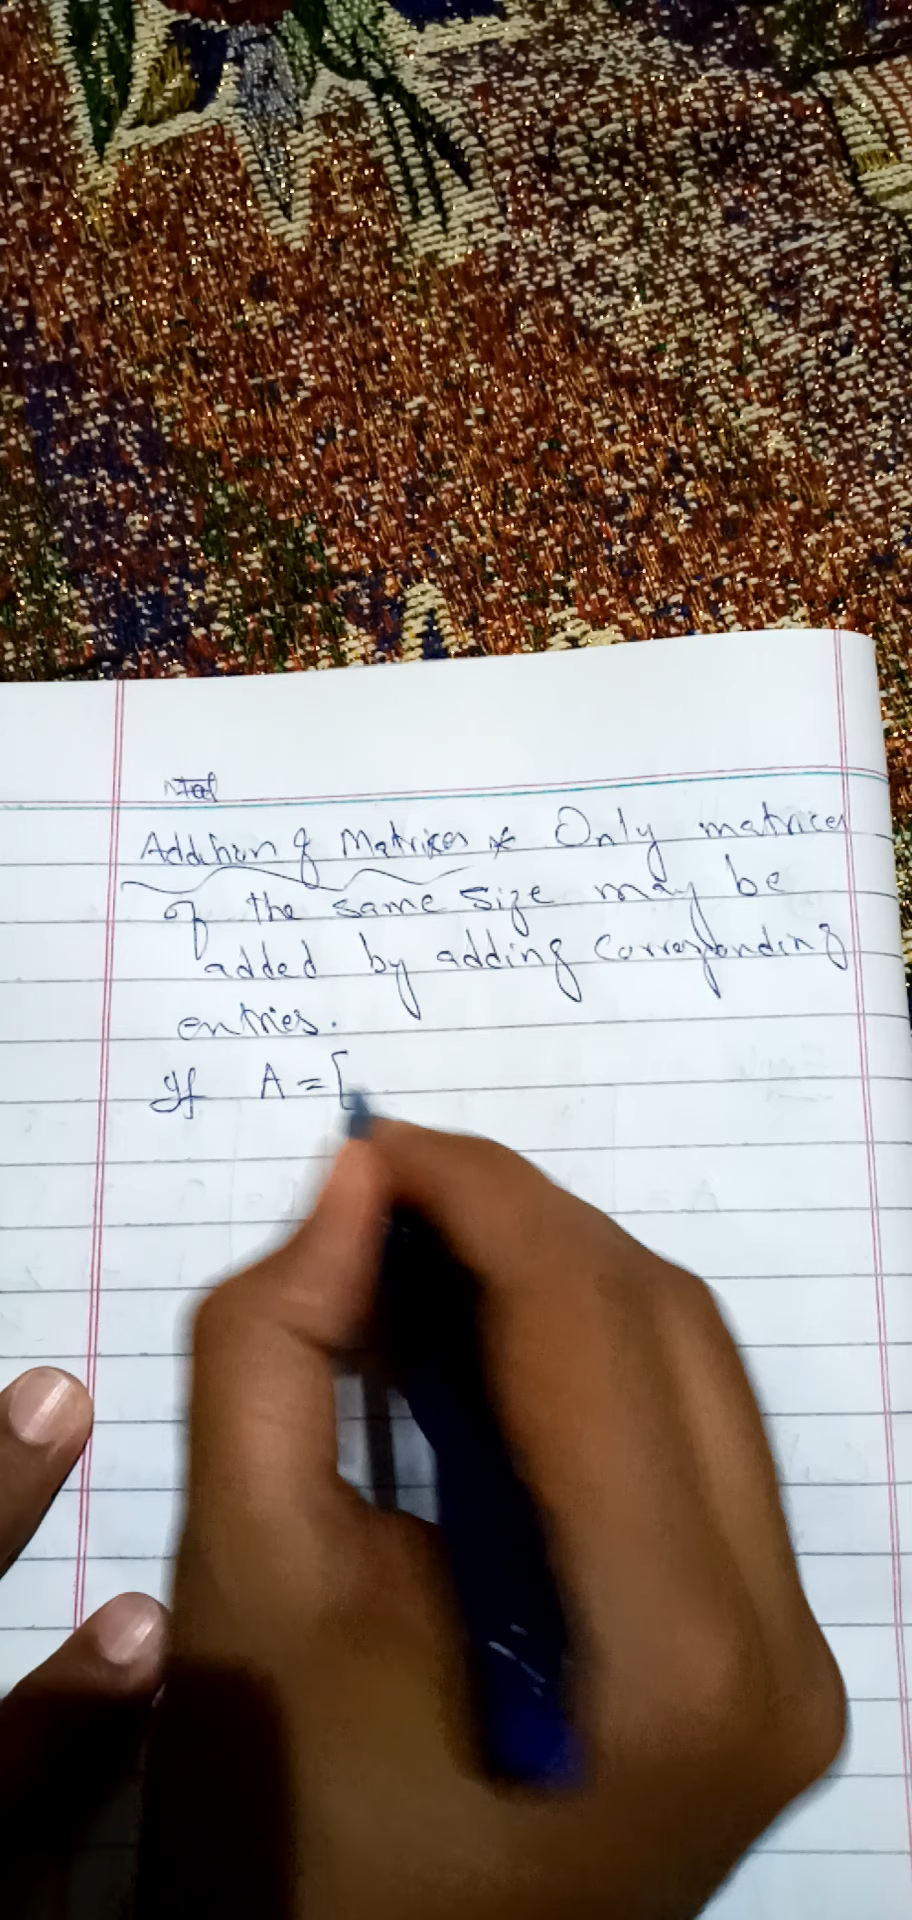 Addition of Matrices * Only matrices
of the same size may be
added by adding corresponding
entries.
If A = [